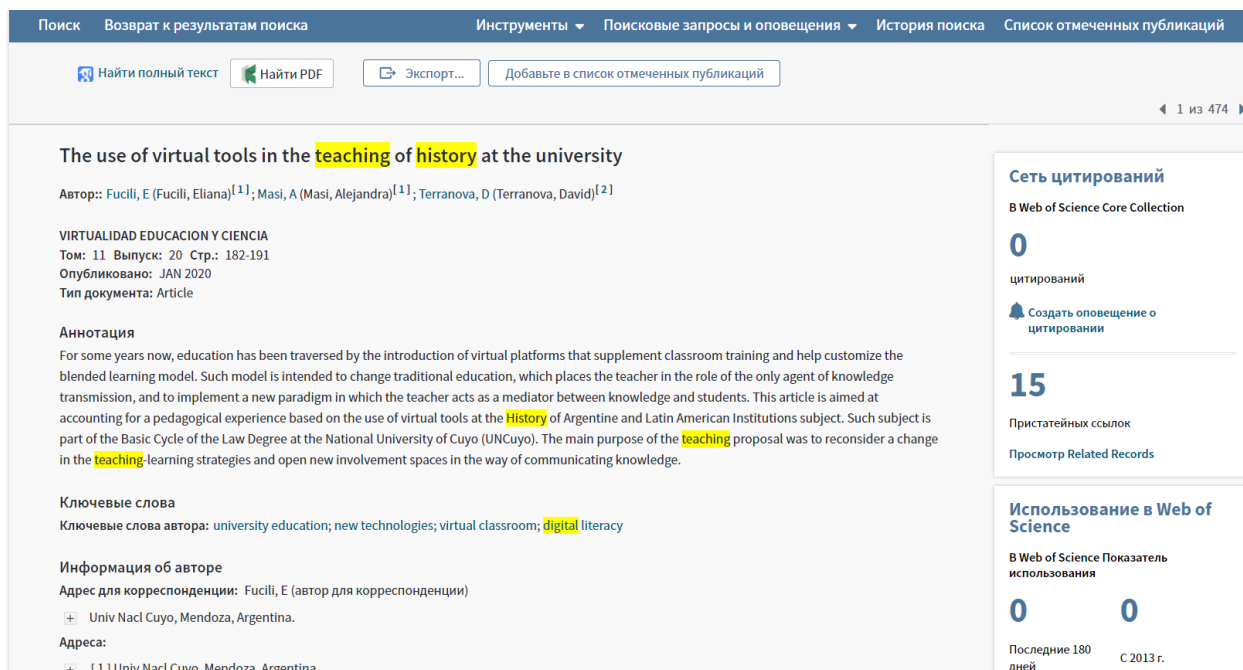 Поиск Возврат к результатам поиска Инструменты Поисковые запросы и оповещения История поиска Список отмеченных публикаций
Найти полный текст Найти PDF Экспорт... Добавьте в список отмеченных публикаций
1 из 474
The use of virtual tools in the teaching of history at the university
Автор:: Fucili, E (Fucili, Eliana)[1]; Masi, A (Masi, Alejandra)[1]; Terranova, D (Terranova, David)[2]
VIRTUALIDAD EDUCACION Y CIENCIA
Том: 11 Выпуск: 20 Стр.: 182-191
Опубликовано: JAN 2020
Тип документа: Article
Аннотация
For some years now, education has been traversed by the introduction of virtual platforms that supplement classroom training and help customize the
blended learning model. Such model is intended to change traditional education, which places the teacher in the role of the only agent of knowledge
transmission, and to implement a new paradigm in which the teacher acts as a mediator between knowledge and students. This article is aimed at
accounting for a pedagogical experience based on the use of virtual tools at the History of Argentine and Latin American Institutions subject. Such subject is
part of the Basic Cycle of the Law Degree at the National University of Cuyo (UNCuyo). The main purpose of the teaching proposal was to reconsider a change
in the teaching-learning strategies and open new involvement spaces in the way of communicating knowledge.
Ключевые слова
Ключевые слова автора: university education; new technologies; virtual classroom; digital literacy
Информация об авторе
Адрес для корреспонденции: Fucili, E (автор для корреспонденции)
Univ Nacl Cuyo, Mendoza, Argentina.
Адреса:
[ 1 ] Univ Nacl Cuyo, Mendoza, Argentina
Сеть цитирований
В Web of Science Core Collection
0
цитирований
Создать оповещение о
цитировании
15
Пристатейных ссылок
Просмотр Related Records
Использование в Web of
Science
В Web of Science Показатель
использования
0 0
Последние 180
дней
С 2013 г.